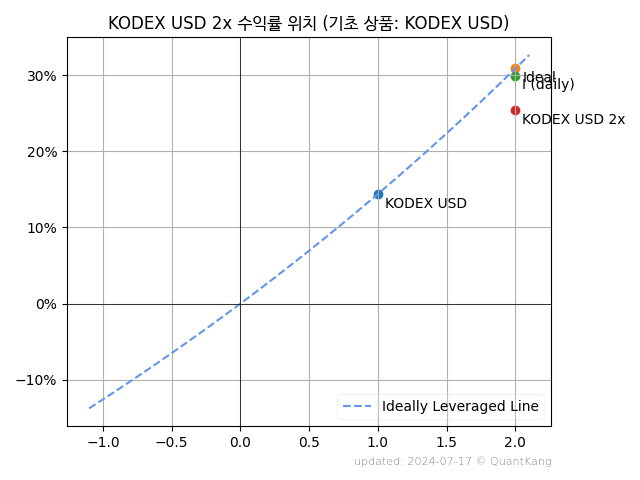 KODEX USD 2x 수익률 위치 (기초 상품: KODEX USD)
30%
20%
10%
0%
−10%
Ideal
I (daily)
KODEX USD 2x
KODEX USD
Ideally Leveraged Line
−1.0 −0.5 0.0 0.5 1.0 1.5 2.0
updated: 2024-07-17 © QuantKang